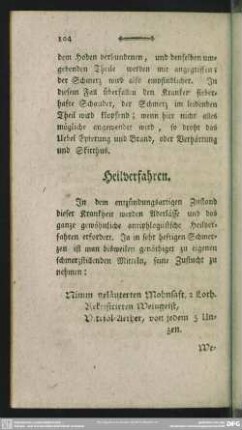 104
dem Hoden verbundenen, und denselben um-
gebenden Theile werden mit angegriffen:
der Schmerz wird also empfindlicher. In
diesem Fall überfallen den Kranken fieber-
hafte Schauder, der Schmerz im leidenden
Theil wird klopfend; wenn hier nicht alles
mögliche angewendet wird, so droht das
Uebel Eyterung und Brand, oder Verhärtung
und Skirrhus.
Heilverfahren.
In dem entzündungsartigen Zustand
dieser Krankheit werden Aderlässe und das
ganze gewöhnliche antiphlogistische Heilver-
fahren erfordert. Da in sehr heftigen Schmer-
zen ist man bisweilen genöthiget zu eigenen
schmerzstillenden Mitteln, seine Zuflucht zu
nehmen:
Nimm geläuterten Mohnsaft, 2 Loth.
Rektificirten Weingeist,
Vitriol-Aether, von jedem 5 Un-
zen.
We-